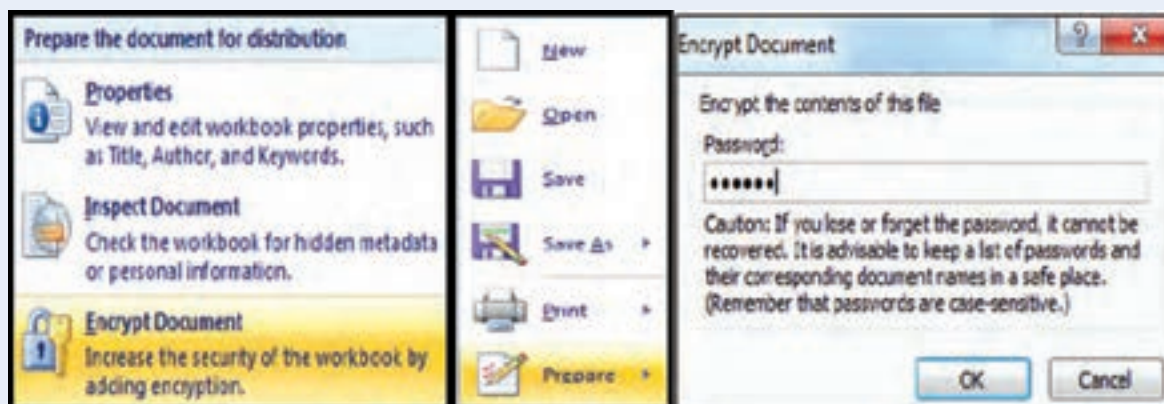 Prepare the document for distribution
Properties
View and edit workbook properties, such
as Title, Author, and Keywords.
Inspect Document
Check the workbook for hidden metadata
or personal information.
Encrypt Document
Increase the security of the workbook by
adding encryption.
New
Open
Save
Save As
Print
Prepare
Encrypt Document
Encrypt the contents of this file
Password:
••••••
Caution: If you lose or forget the password, it cannot be
recovered. It is advisable to keep a list of passwords and
their corresponding document names in a safe place.
(Remember that passwords are case-sensitive.)
OK
Cancel